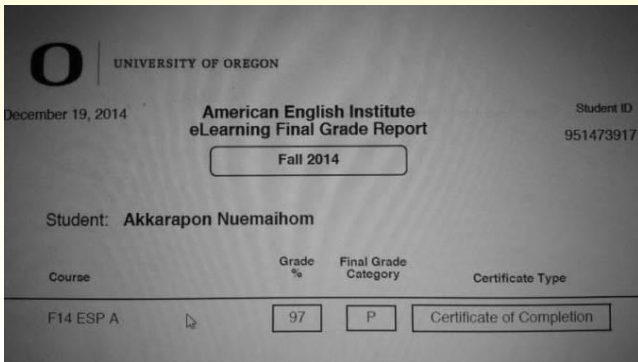 O UNIVERSITY OF OREGON
December 19, 2014
American English Institute
eLearning Final Grade Report
Student ID
951473917
Fall 2014
Student: Akkarapon Nuemaihom
Course Grade % Final Grade Category Certificate Type
F14 ESP A 97 P Certificate of Completion